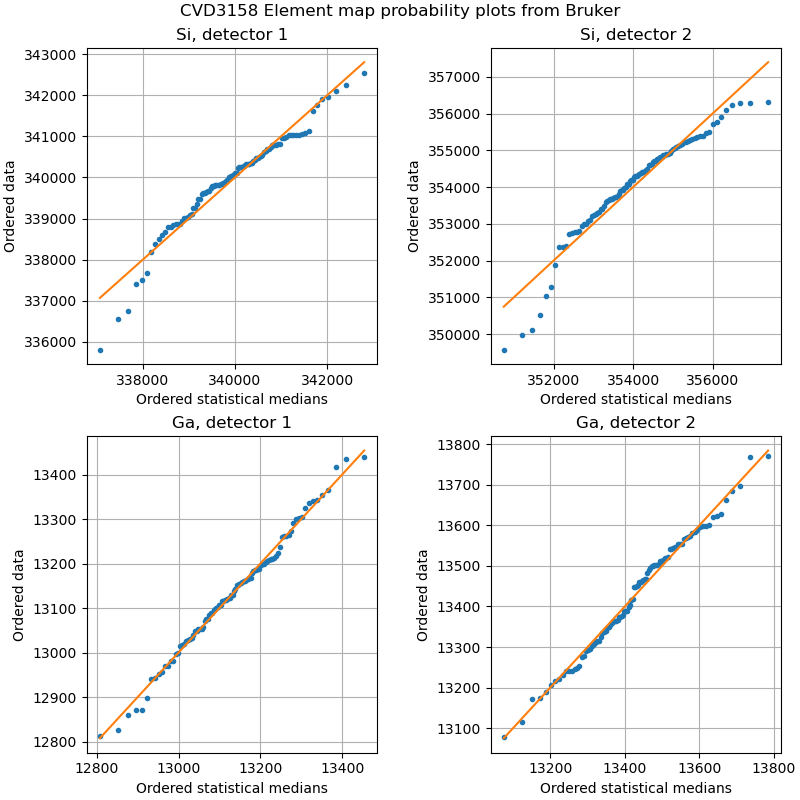 CVD3158 Element map probability plots from Bruker
Si, detector 1
343000
342000
341000
340000
339000
338000
337000
336000
Ordered data
338000 340000 342000
Ordered statistical medians
Si, detector 2
357000
356000
355000
354000
353000
352000
351000
350000
Ordered data
352000 354000 356000
Ordered statistical medians
Ga, detector 1
13400
13300
13200
13100
13000
12900
12800
Ordered data
12800 13000 13200 13400
Ordered statistical medians
Ga, detector 2
13800
13700
13600
13500
13400
13300
13200
13100
Ordered data
13200 13400 13600 13800
Ordered statistical medians